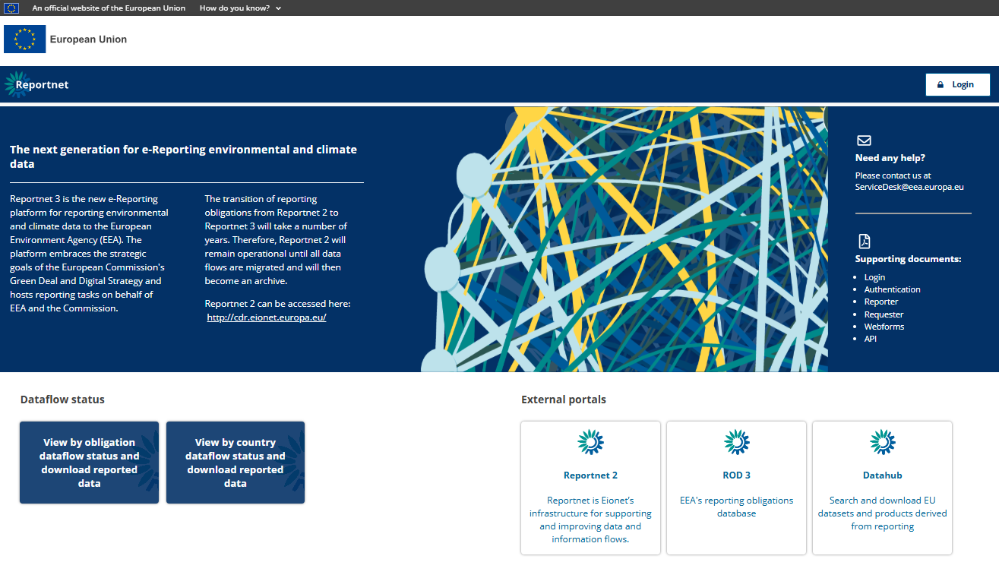 An official website of the European Union How do you know?
European Union
Reportnet
Login
The next generation for e-Reporting environmental and climate
data
Reportnet 3 is the new e-Reporting
platform for reporting environmental
and climate data to the European
Environment Agency (EEA). The
platform embraces the strategic
goals of the European Commission's
Green Deal and Digital Strategy and
hosts reporting tasks on behalf of
EEA and the Commission.
The transition of reporting
obligations from Reportnet 2 to
Reportnet 3 will take a number of
years. Therefore, Reportnet 2 will
remain operational until all data
flows are migrated and will then
become an archive.
Reportnet 2 can be accessed here:
http://cdr.eionet.europa.eu/
Need any help?
Please contact us at
ServiceDesk@eea.europa.eu
Supporting documents:
Login
Authentication
Reporter
Requester
Webforms
API
Dataflow status
View by obligation
dataflow status and
download reported
data
View by country
dataflow status and
download reported
data
External portals
Reportnet 2
Reportnet is Eionet's
infrastructure for supporting
and improving data and
information flows.
ROD 3
EEA's reporting obligations
database
Datahub
Search and download EU
datasets and products derived
from reporting